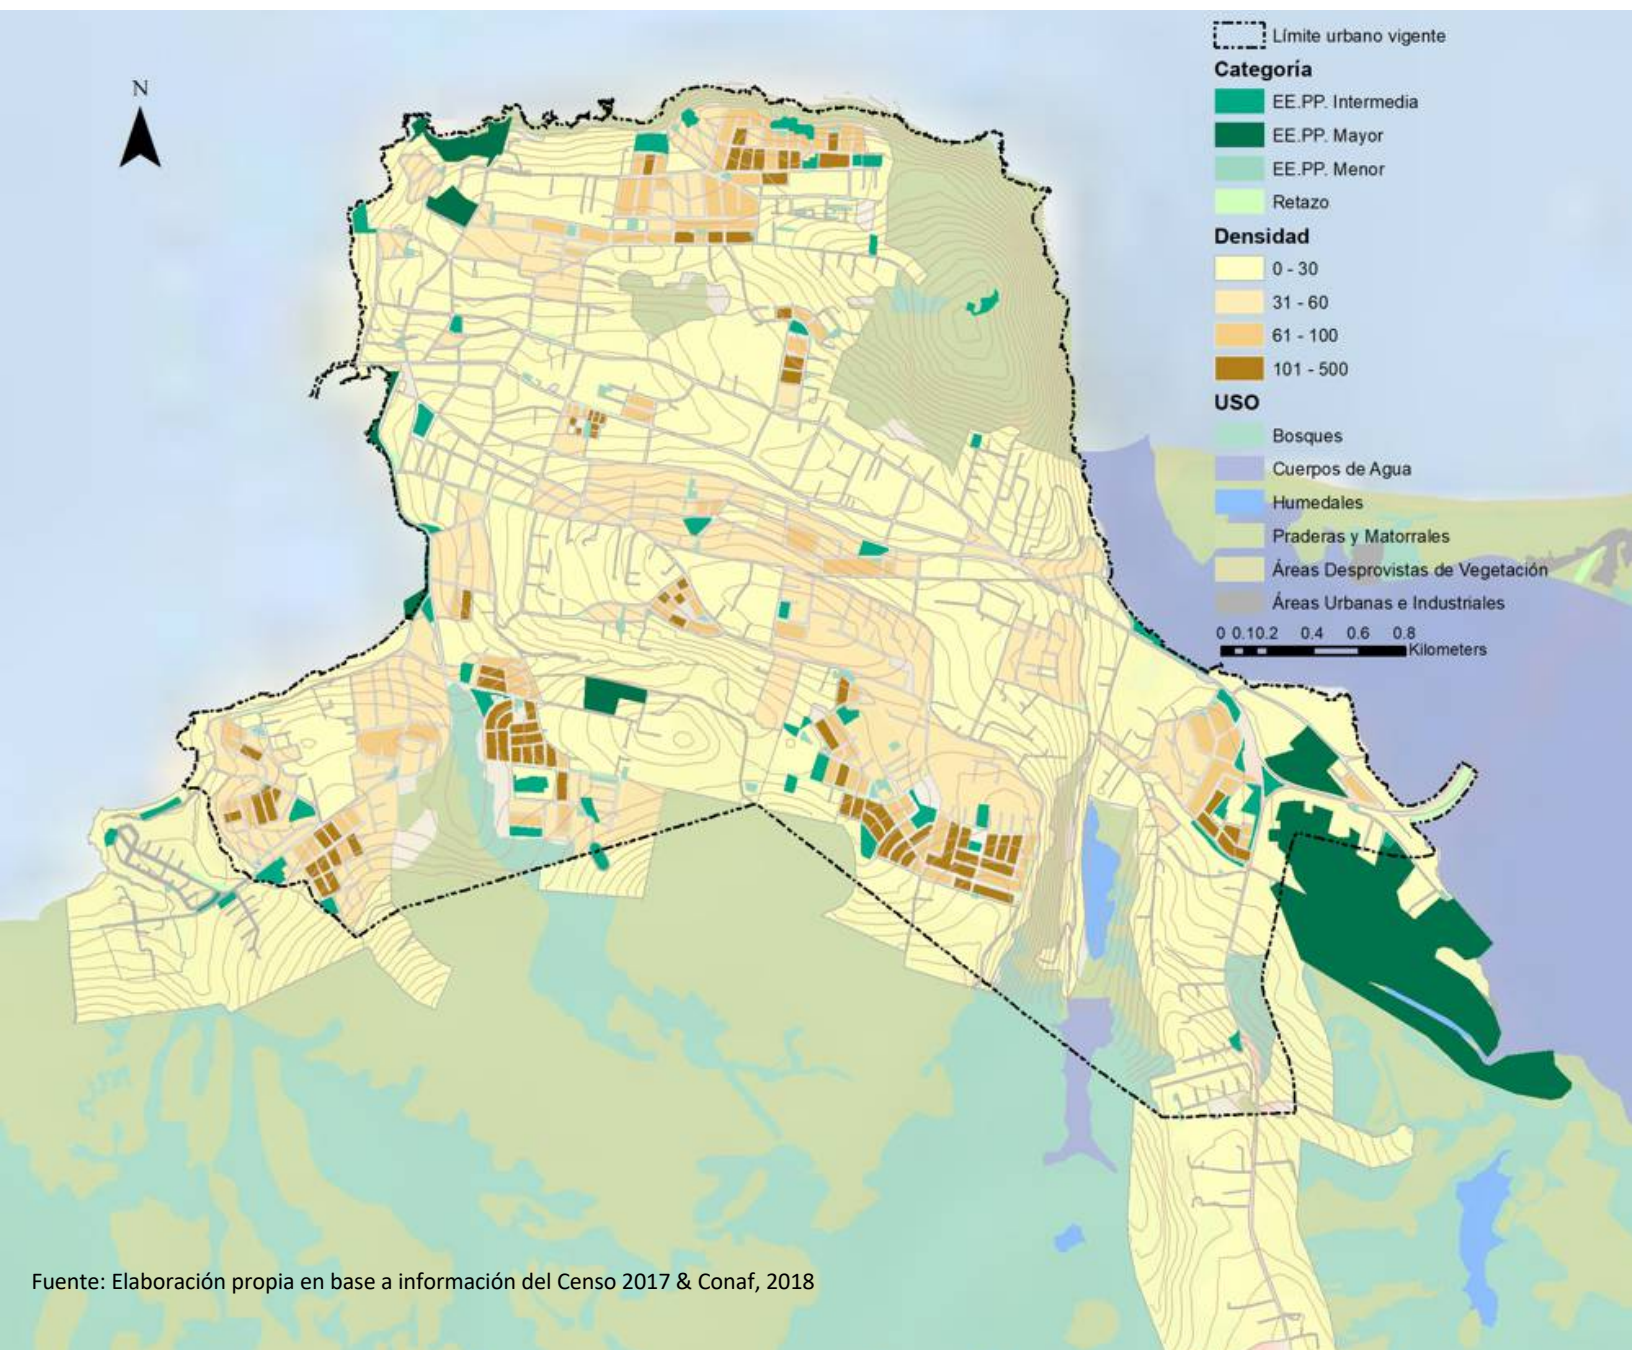 N
Límite urbano vigente
Categoría
EE.PP. Intermedia
EE.PP. Mayor
EE.PP. Menor
Retazo
Densidad
0 - 30
31 - 60
61 - 100
101 - 500
USO
Bosques
Cuerpos de Agua
Humedales
Praderas y Matorrales
Áreas Desprovistas de Vegetación
Áreas Urbanas e Industriales
0 0.10.2 0.4 0.6 0.8
Kilometers
Fuente: Elaboración propia en base a información del Censo 2017 & Conaf, 2018